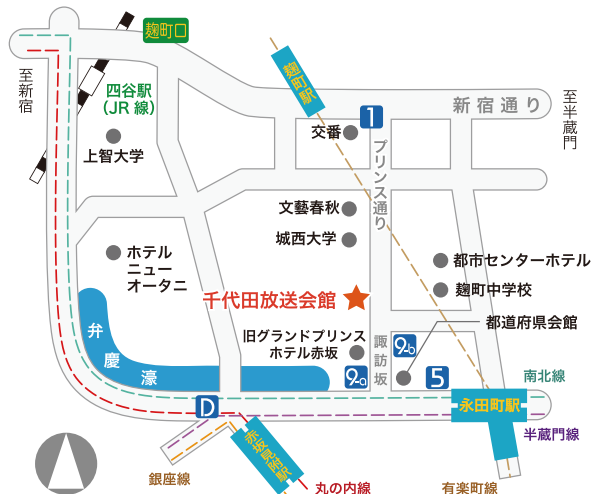 麹町口
至新宿
四谷駅
(JR 線)
上智大学
麹町駅
新宿通り
至半蔵門
1
交番
プリンス通り
文藝春秋
城西大学
ホテル
ニュー
オータニ
都市センターホテル
麹町中学校
千代田放送会館
都道府県会館
旧グランドプリンス
ホテル赤坂
諏訪坂
9-b
9-a
5
弁慶濠
D
永田町駅
南北線
半蔵門線
赤坂見附駅
銀座線
丸の内線
有楽町線